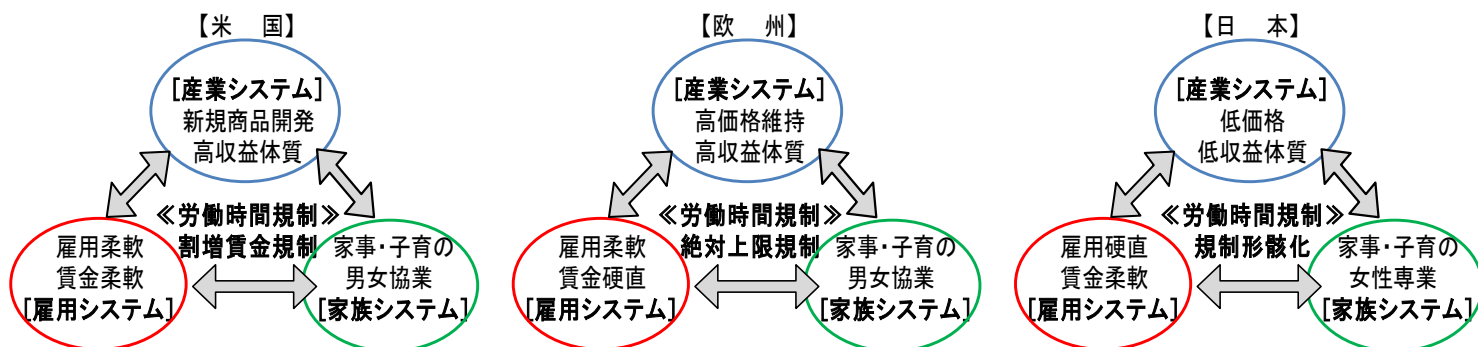 【米　国】
[産業システム]
新規商品開発
高収益体質
≪労働時間規制≫
割増賃金規制
雇用柔軟
賃金柔軟
[雇用システム]
家事・子育の
男女協業
[家族システム]
【欧　州】
[産業システム]
高価格維持
高収益体質
≪労働時間規制≫
絶対上限規制
雇用柔軟
賃金硬直
[雇用システム]
家事・子育の
男女協業
[家族システム]
【日　本】
[産業システム]
低価格
低収益体質
≪労働時間規制≫
規制形骸化
雇用硬直
賃金柔軟
[雇用システム]
家事・子育の
女性専業
[家族システム]